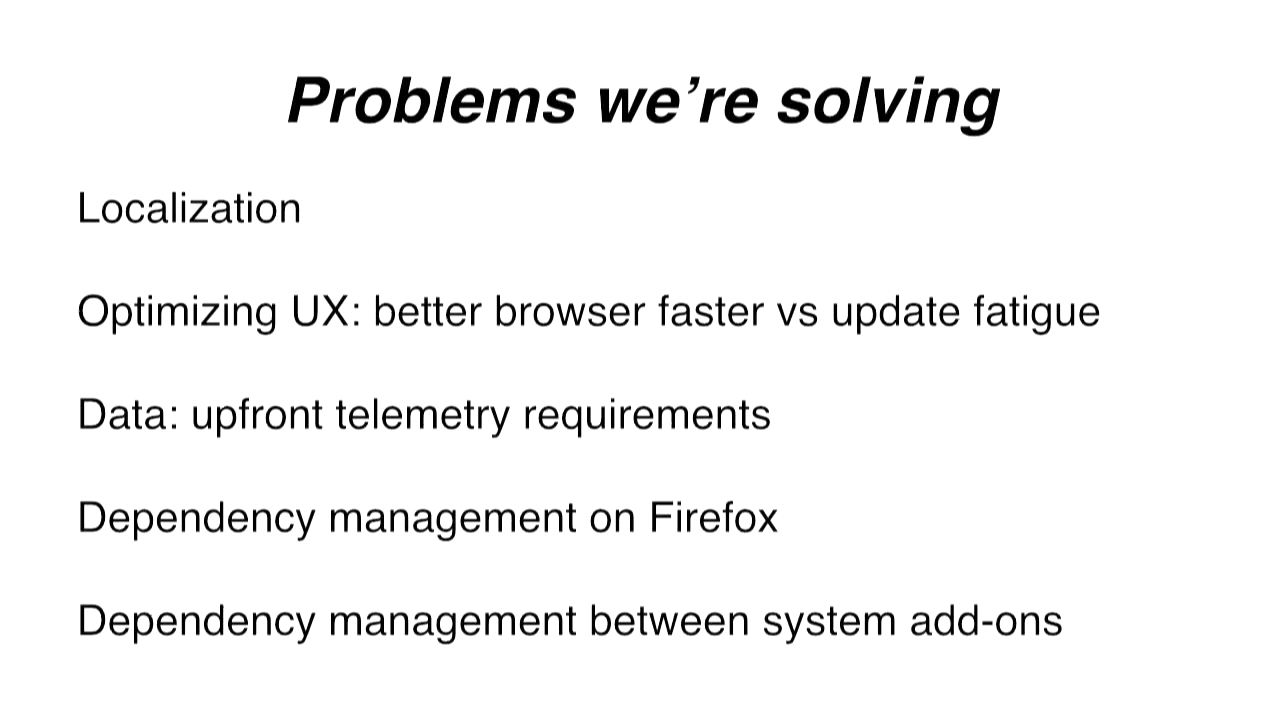 Problems we're solving
Localization
Optimizing UX: better browser faster vs update fatigue
Data: upfront telemetry requirements
Dependency management on Firefox
Dependency management between system add-ons